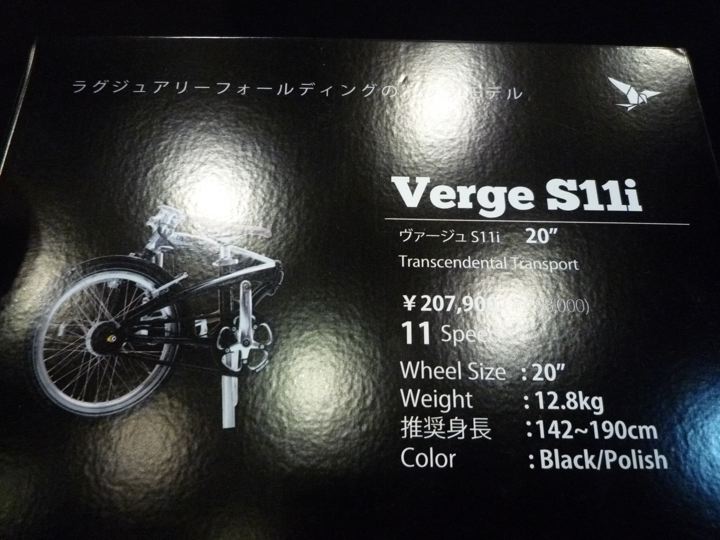 ラグジュアリーフォールディングの
Verge S11i
ヴァージュ S11i 20"
Transcendental Transport
11
Wheel Size : 20"
Weight : 12.8kg
推奨身長 : 142~190cm
Color : Black/Polish